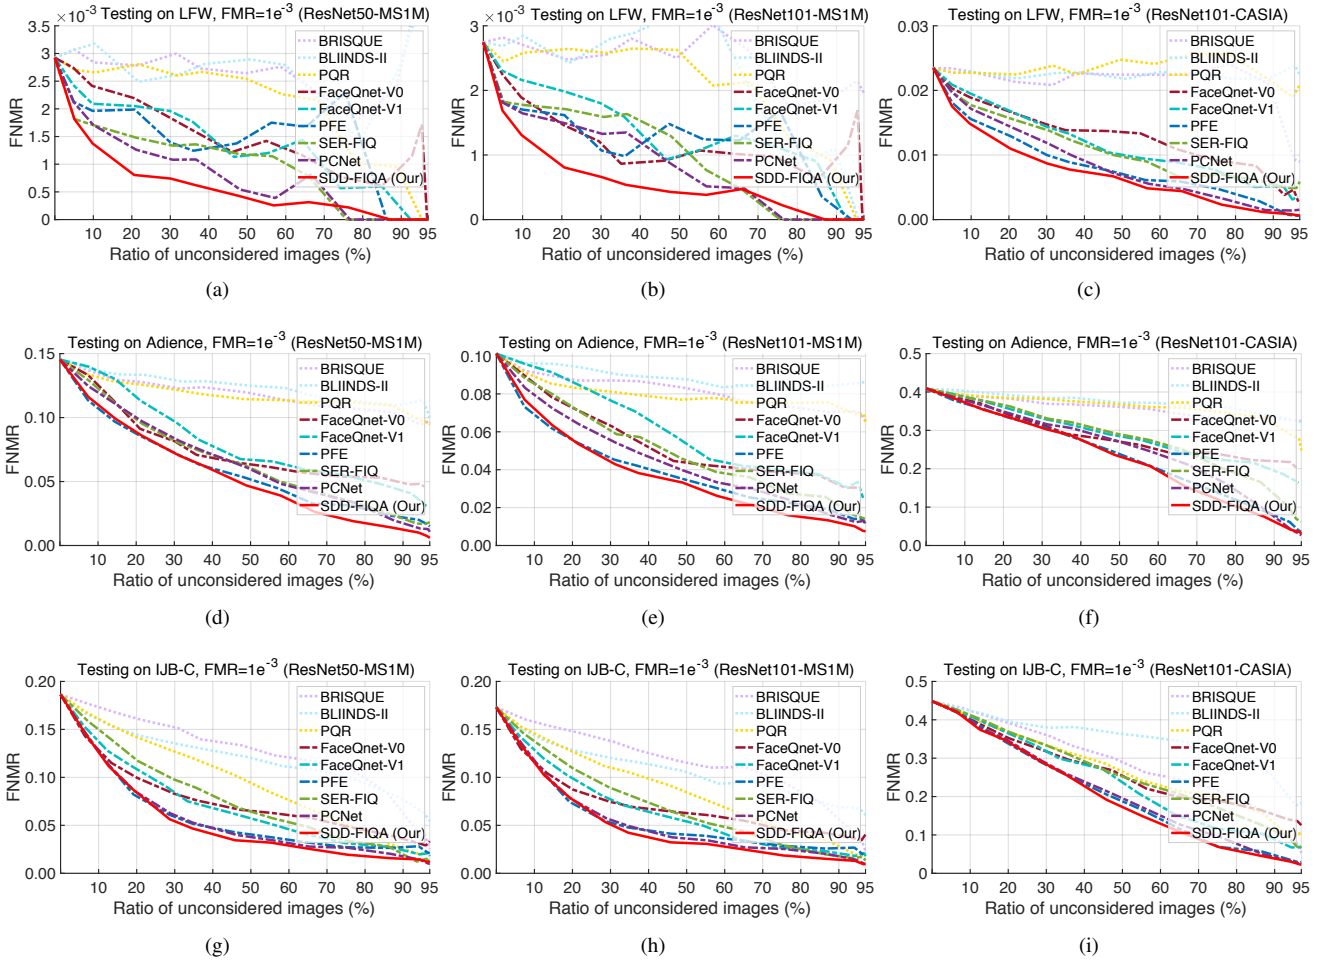 Testing on LFW, FMR=1e⁻³ (ResNet50-MS1M)
×10⁻³
3.5
3
2.5
2
1.5
1
0.5
0
FNMR
BRISQUE
BLIINDS-II
PQR
FaceQnet-V0
FaceQnet-V1
PFE
SER-FIQ
PCNet
SDD-FIQA (Our)
10 20 30 40 50 60 70 80 90 95
Ratio of unconsidered images (%)
(a)
Testing on LFW, FMR=1e⁻³ (ResNet101-MS1M)
×10⁻³
3
2
1
0
FNMR
BRISQUE
BLIINDS-II
PQR
FaceQnet-V0
FaceQnet-V1
PFE
SER-FIQ
PCNet
SDD-FIQA (Our)
10 20 30 40 50 60 70 80 90 95
Ratio of unconsidered images (%)
(b)
Testing on LFW, FMR=1e⁻³ (ResNet101-CASIA)
0.03
0.02
0.01
0.00
FNMR
BRISQUE
BLIINDS-II
PQR
FaceQnet-V0
FaceQnet-V1
PFE
SER-FIQ
PCNet
SDD-FIQA (Our)
10 20 30 40 50 60 70 80 90 95
Ratio of unconsidered images (%)
(c)
Testing on Adience, FMR=1e⁻³ (ResNet50-MS1M)
0.15
0.10
0.05
0.00
FNMR
BRISQUE
BLIINDS-II
PQR
FaceQnet-V0
FaceQnet-V1
PFE
SER-FIQ
PCNet
SDD-FIQA (Our)
10 20 30 40 50 60 70 80 90 95
Ratio of unconsidered images (%)
(d)
Testing on Adience, FMR=1e⁻³ (ResNet101-MS1M)
0.10
0.08
0.06
0.04
0.02
0.00
FNMR
BRISQUE
BLIINDS-II
PQR
FaceQnet-V0
FaceQnet-V1
PFE
SER-FIQ
PCNet
SDD-FIQA (Our)
10 20 30 40 50 60 70 80 90 95
Ratio of unconsidered images (%)
(e)
Testing on Adience, FMR=1e⁻³ (ResNet101-CASIA)
0.5
0.4
0.3
0.2
0.1
0.0
FNMR
BRISQUE
BLIINDS-II
PQR
FaceQnet-V0
FaceQnet-V1
PFE
SER-FIQ
PCNet
SDD-FIQA (Our)
10 20 30 40 50 60 70 80 90 95
Ratio of unconsidered images (%)
(f)
Testing on IJB-C, FMR=1e⁻³ (ResNet50-MS1M)
0.20
0.15
0.10
0.05
0.00
FNMR
BRISQUE
BLIINDS-II
PQR
FaceQnet-V0
FaceQnet-V1
PFE
SER-FIQ
PCNet
SDD-FIQA (Our)
10 20 30 40 50 60 70 80 90 95
Ratio of unconsidered images (%)
(g)
Testing on IJB-C, FMR=1e⁻³ (ResNet101-MS1M)
0.20
0.15
0.10
0.05
0.00
FNMR
BRISQUE
BLIINDS-II
PQR
FaceQnet-V0
FaceQnet-V1
PFE
SER-FIQ
PCNet
SDD-FIQA (Our)
10 20 30 40 50 60 70 80 90 95
Ratio of unconsidered images (%)
(h)
Testing on IJB-C, FMR=1e⁻³ (ResNet101-CASIA)
0.5
0.4
0.3
0.2
0.1
0
FNMR
BRISQUE
BLIINDS-II
PQR
FaceQnet-V0
FaceQnet-V1
PFE
SER-FIQ
PCNet
SDD-FIQA (Our)
10 20 30 40 50 60 70 80 90 95
Ratio of unconsidered images (%)
(i)